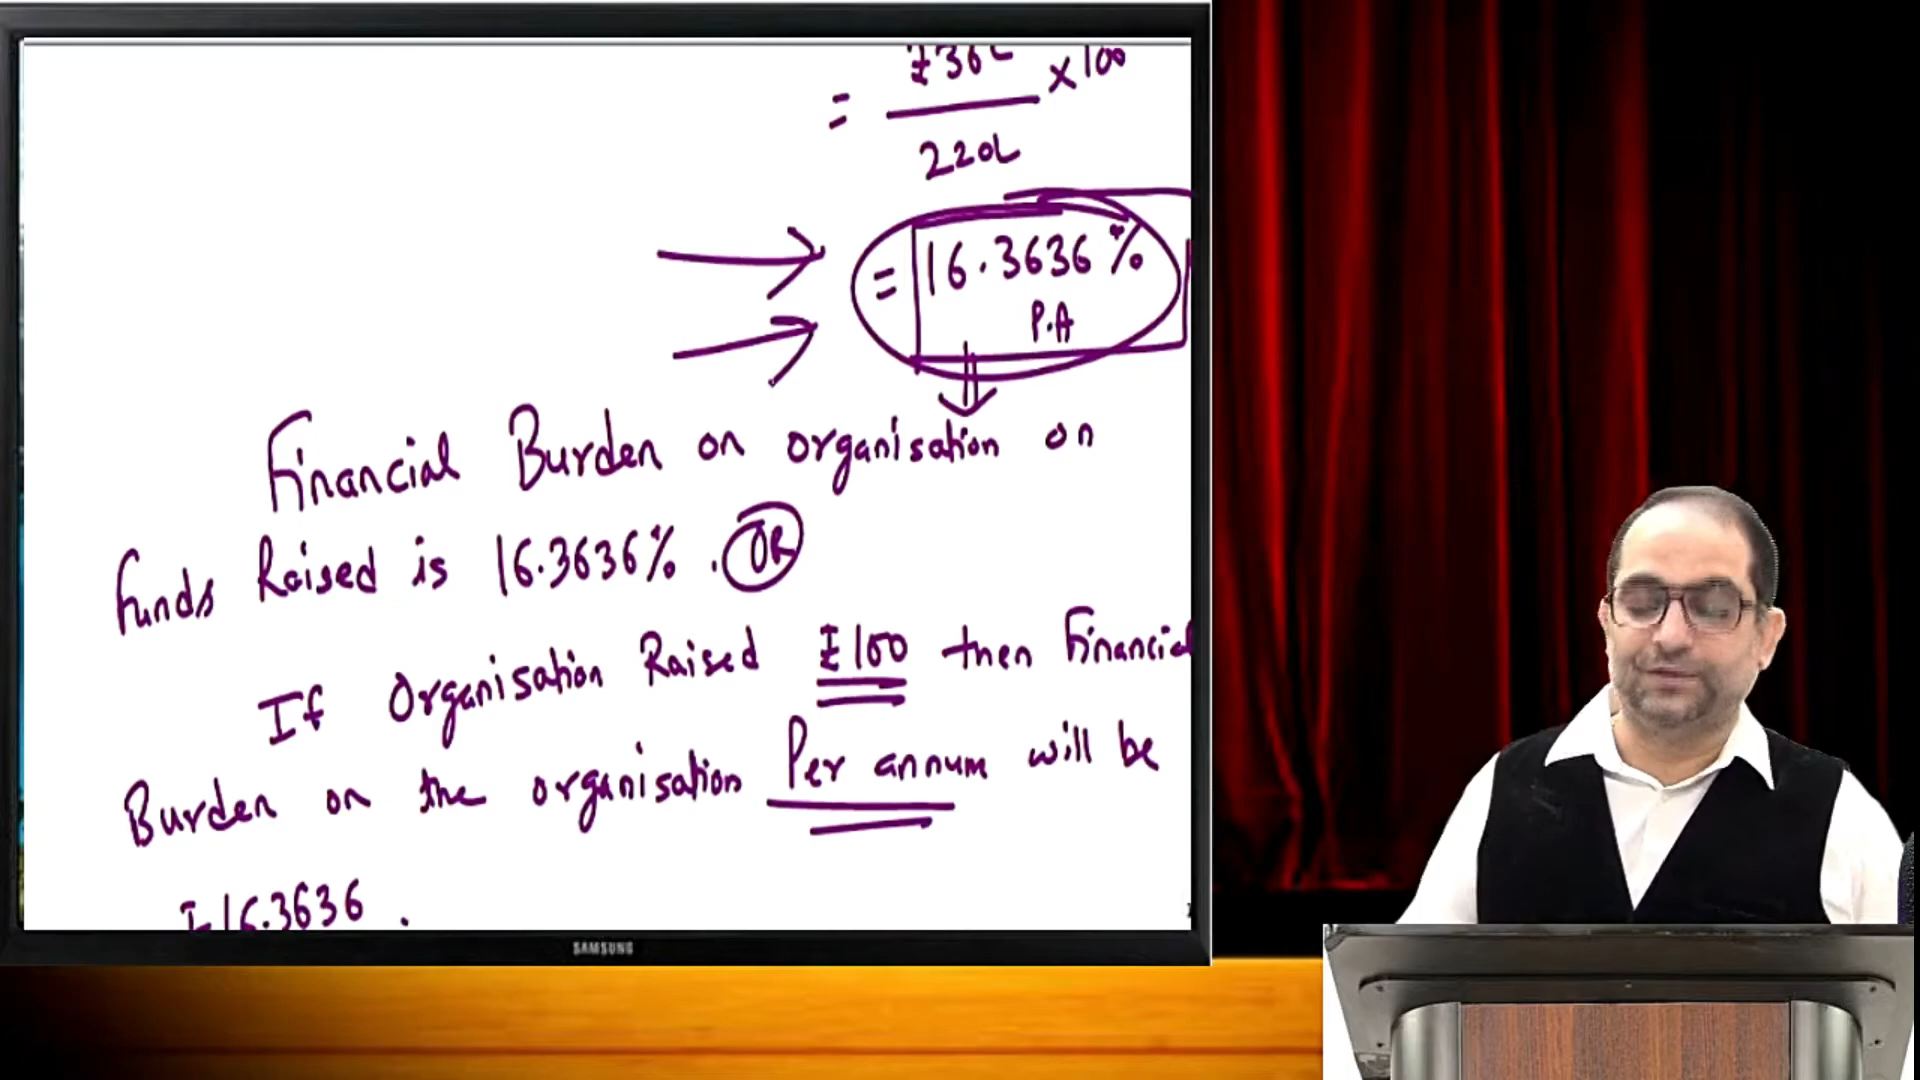 ₹36L
= ——— ×100
220L
= 16.3636%
P.A
Financial Burden on organisation on
Funds Raised is 16.3636%. OR
If Organisation Raised ₹100 then Financial
Burden on the organisation Per annum will be
₹16.3636.
SAMSUNG